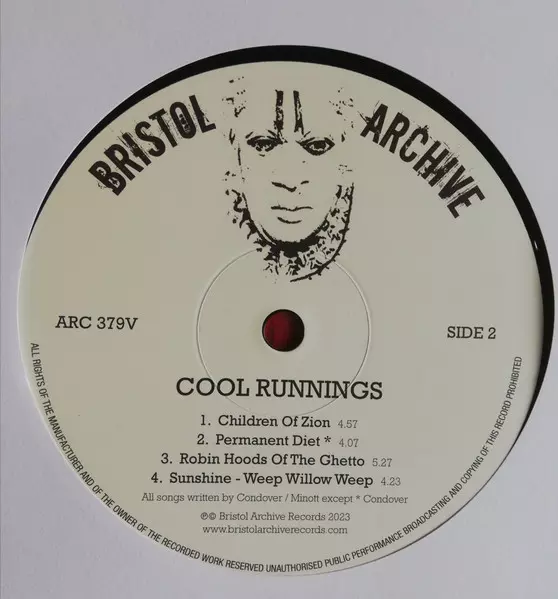 BRISTOL ARCHIVE
ARC 379V
SIDE 2
COOL RUNNINGS
1. Children Of Zion 4.57
2. Permanent Diet * 4.07
3. Robin Hoods Of The Ghetto 5.27
4. Sunshine - Weep Willow Weep 4.23
All songs written by Condover / Minott except * Condover
℗© Bristol Archive Records 2023
www.bristolarchiverecords.com
ALL RIGHTS OF THE MANUFACTURER AND OF THE OWNER OF THE RECORDED WORK RESERVED UNAUTHORISED PUBLIC PERFORMANCE BROADCASTING AND COPYING OF THIS RECORD PROHIBITED